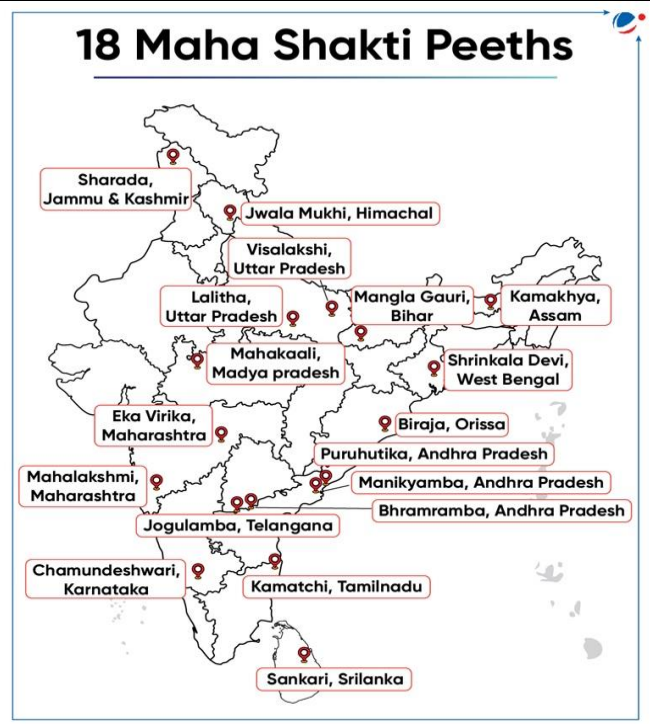 18 Maha Shakti Peeths
Sharada,
Jammu & Kashmir
Jwala Mukhi, Himachal
Visalakshi,
Uttar Pradesh
Lalitha,
Uttar Pradesh
Mangla Gauri,
Bihar
Kamakhya,
Assam
Mahakaali,
Madya pradesh
Shrinkala Devi,
West Bengal
Eka Virika,
Maharashtra
Biraja, Orissa
Puruhutika, Andhra Pradesh
Mahalakshmi,
Maharashtra
Manikyamba, Andhra Pradesh
Bhramramba, Andhra Pradesh
Jogulamba, Telangana
Chamundeshwari,
Karnataka
Kamatchi, Tamilnadu
Sankari, Srilanka